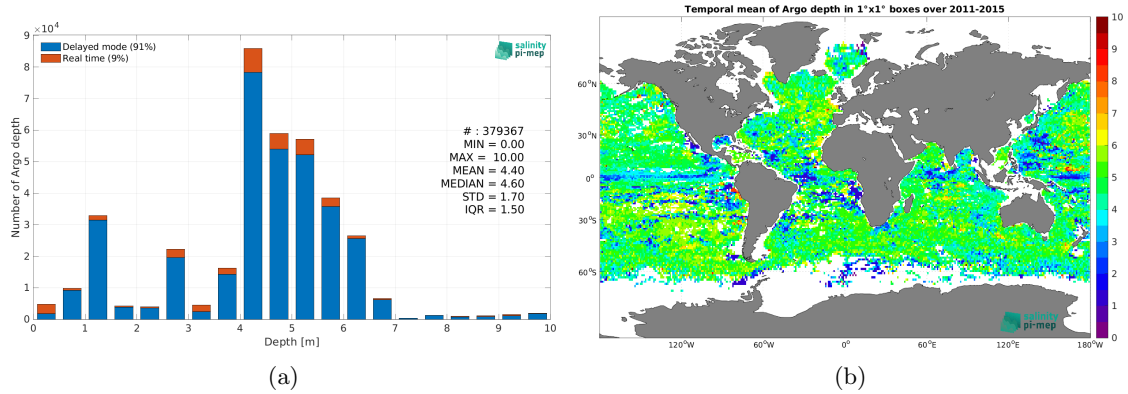 ×10⁴
9
8
7
6
5
4
3
2
1
0
Number of Argo depth
Delayed mode (91%)
Real time (9%)
salinity
pi-mep
# : 379367
MIN = 0.00
MAX = 10.00
MEAN = 4.40
MEDIAN = 4.60
STD = 1.70
IQR = 1.50
0 1 2 3 4 5 6 7 8 9 10
Depth [m]
(a)
Temporal mean of Argo depth in 1°x1° boxes over 2011-2015
60°N
30°N
0°
30°S
60°S
120°W 60°W 0° 60°E 120°E 180°W
salinity
pi-mep
10
9
8
7
6
5
4
3
2
1
0
(b)